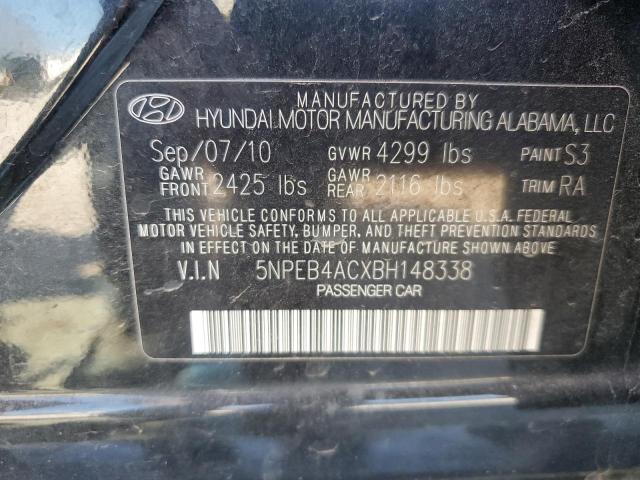 MANUFACTURED BY
HYUNDAI MOTOR MANUFACTURING ALABAMA, LLC
Sep/07/10 GVWR 4299 lbs PAINT S3
GAWR FRONT 2425 lbs GAWR REAR 2116 lbs TRIM RA
THIS VEHICLE CONFORMS TO ALL APPLICABLE U.S.A. FEDERAL
MOTOR VEHICLE SAFETY, BUMPER, AND THEFT PREVENTION STANDARDS
IN EFFECT ON THE DATE OF MANUFACTURE SHOWN ABOVE
V.I.N 5NPEB4ACXBH148338
PASSENGER CAR